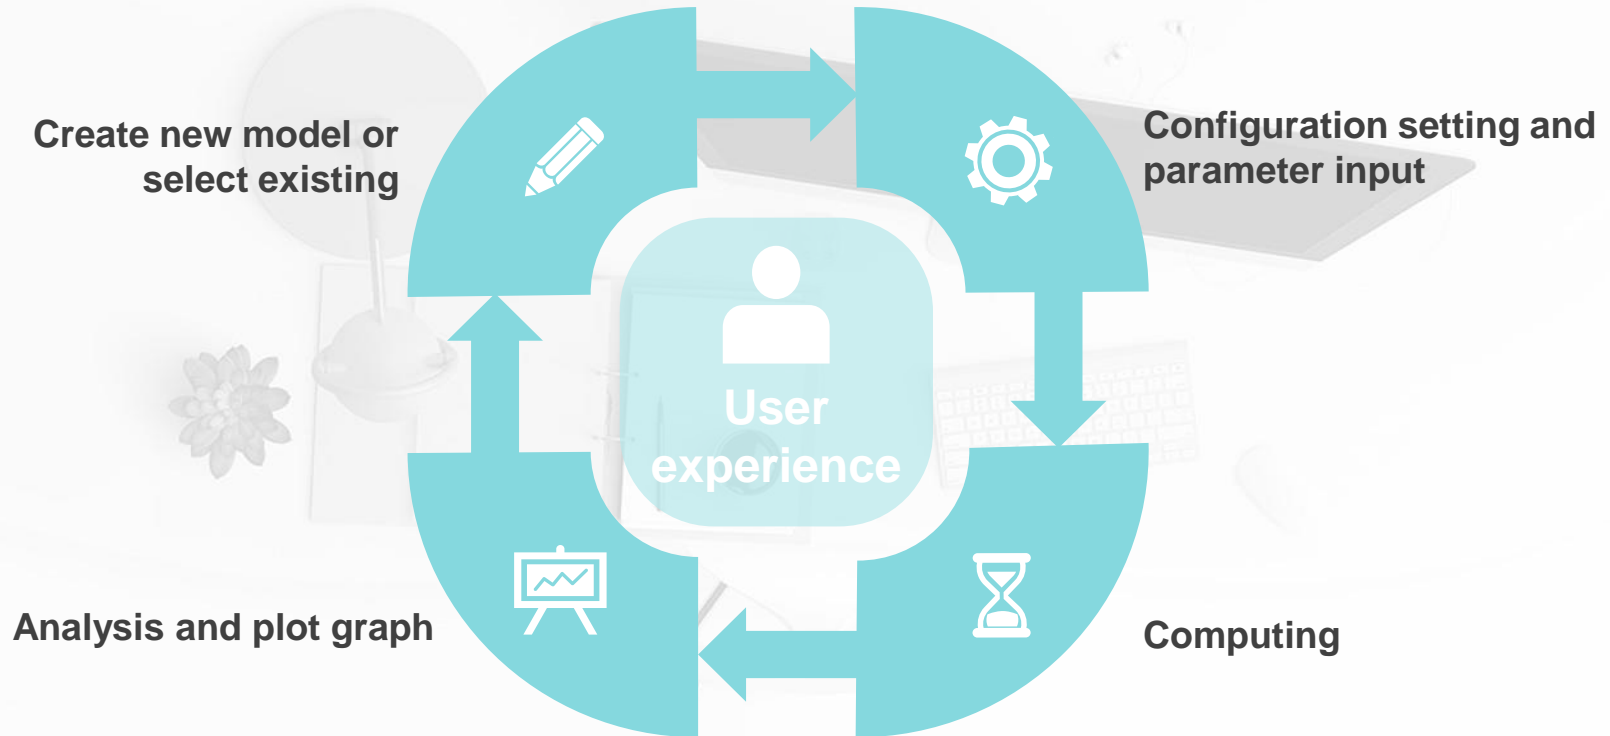 Create new model or
select existing
Configuration setting and
parameter input
User
experience
Analysis and plot graph
Computing